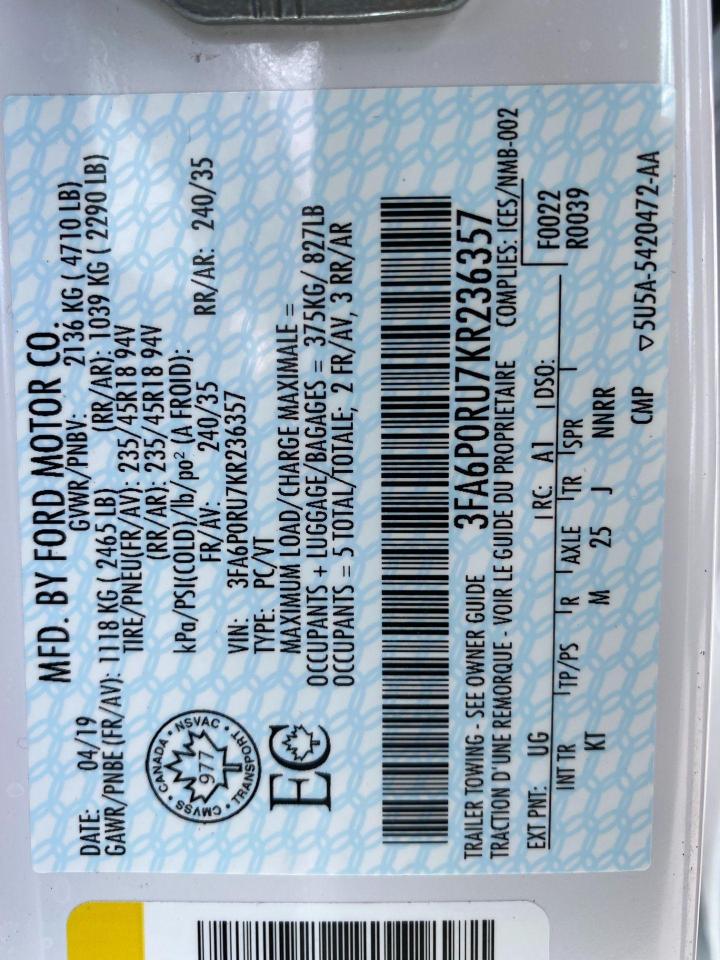 MFD. BY FORD MOTOR CO.
DATE: 04/19 GVWR/PNBV: 2136 KG ( 4710 LB)
GAWR/PNBE (FR/AV): 1118 KG ( 2465 LB) (RR/AR): 1039 KG ( 2290 LB)
TIRE/PNEU(FR/AV): 235/45R18 94V
(RR/AR): 235/45R18 94V
kPa/PSI(COLD)/lb/po² (A FROID):
FR/AV: 240/35 RR/AR: 240/35
VIN: 3FA6P0RU7KR236357
TYPE: PC/VT
MAXIMUM LOAD/CHARGE MAXIMALE =
OCCUPANTS + LUGGAGE/BAGAGES = 375KG/ 827LB
OCCUPANTS = 5 TOTAL/TOTALE; 2 FR/AV, 3 RR/AR
CANADA • NSVAC • TRANSPORT • CMVSS
977
EC
3FA6P0RU7KR236357
TRAILER TOWING - SEE OWNER GUIDE
TRACTION D'UNE REMORQUE - VOIR LE GUIDE DU PROPRIETAIRE COMPLIES: ICES/NMB-002
EXT PNT: UG RC: A1 DSO: F0022
R0039
INT TR TP/PS R AXLE TR SPR
KT M 25 J NNRR
CMP ▽5U5A-5420472-AA